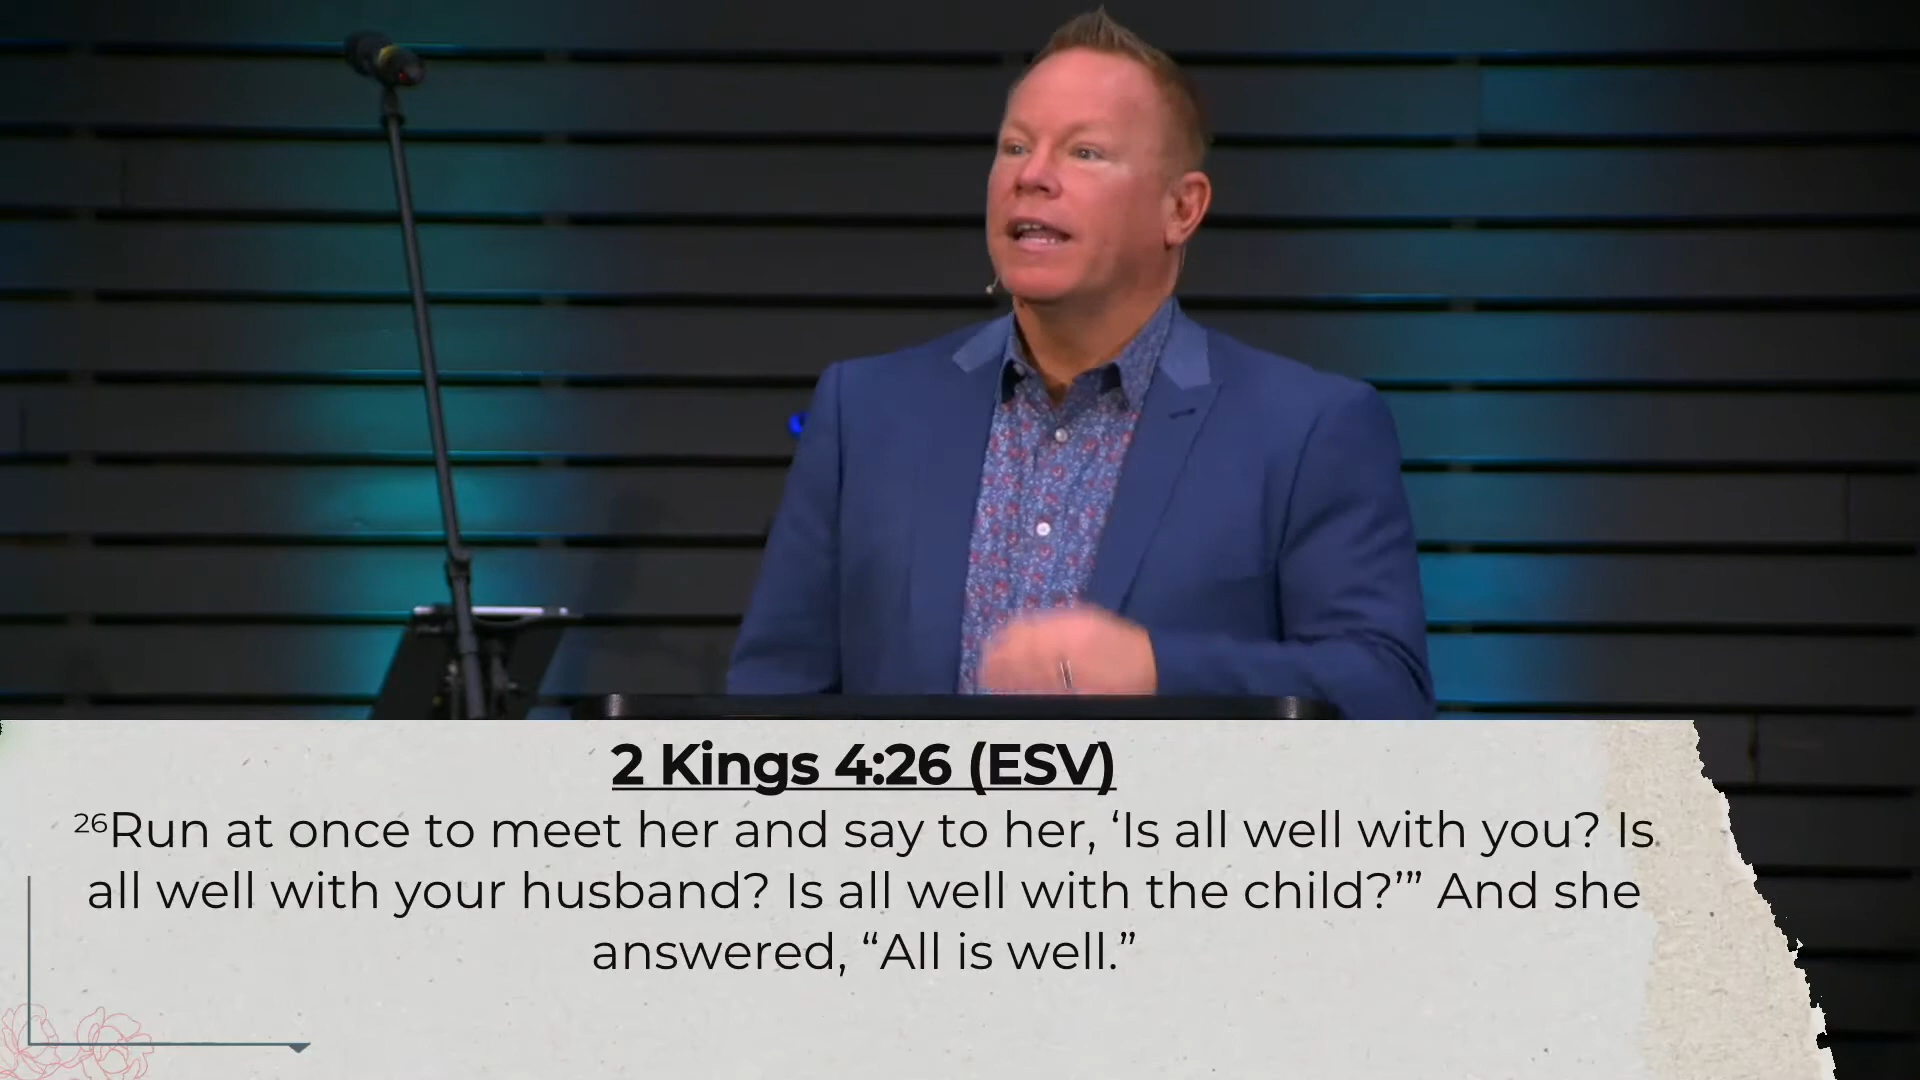 2 Kings 4:26 (ESV)
²⁶Run at once to meet her and say to her, ‘Is all well with you? Is
all well with your husband? Is all well with the child?’” And she
answered, “All is well.”